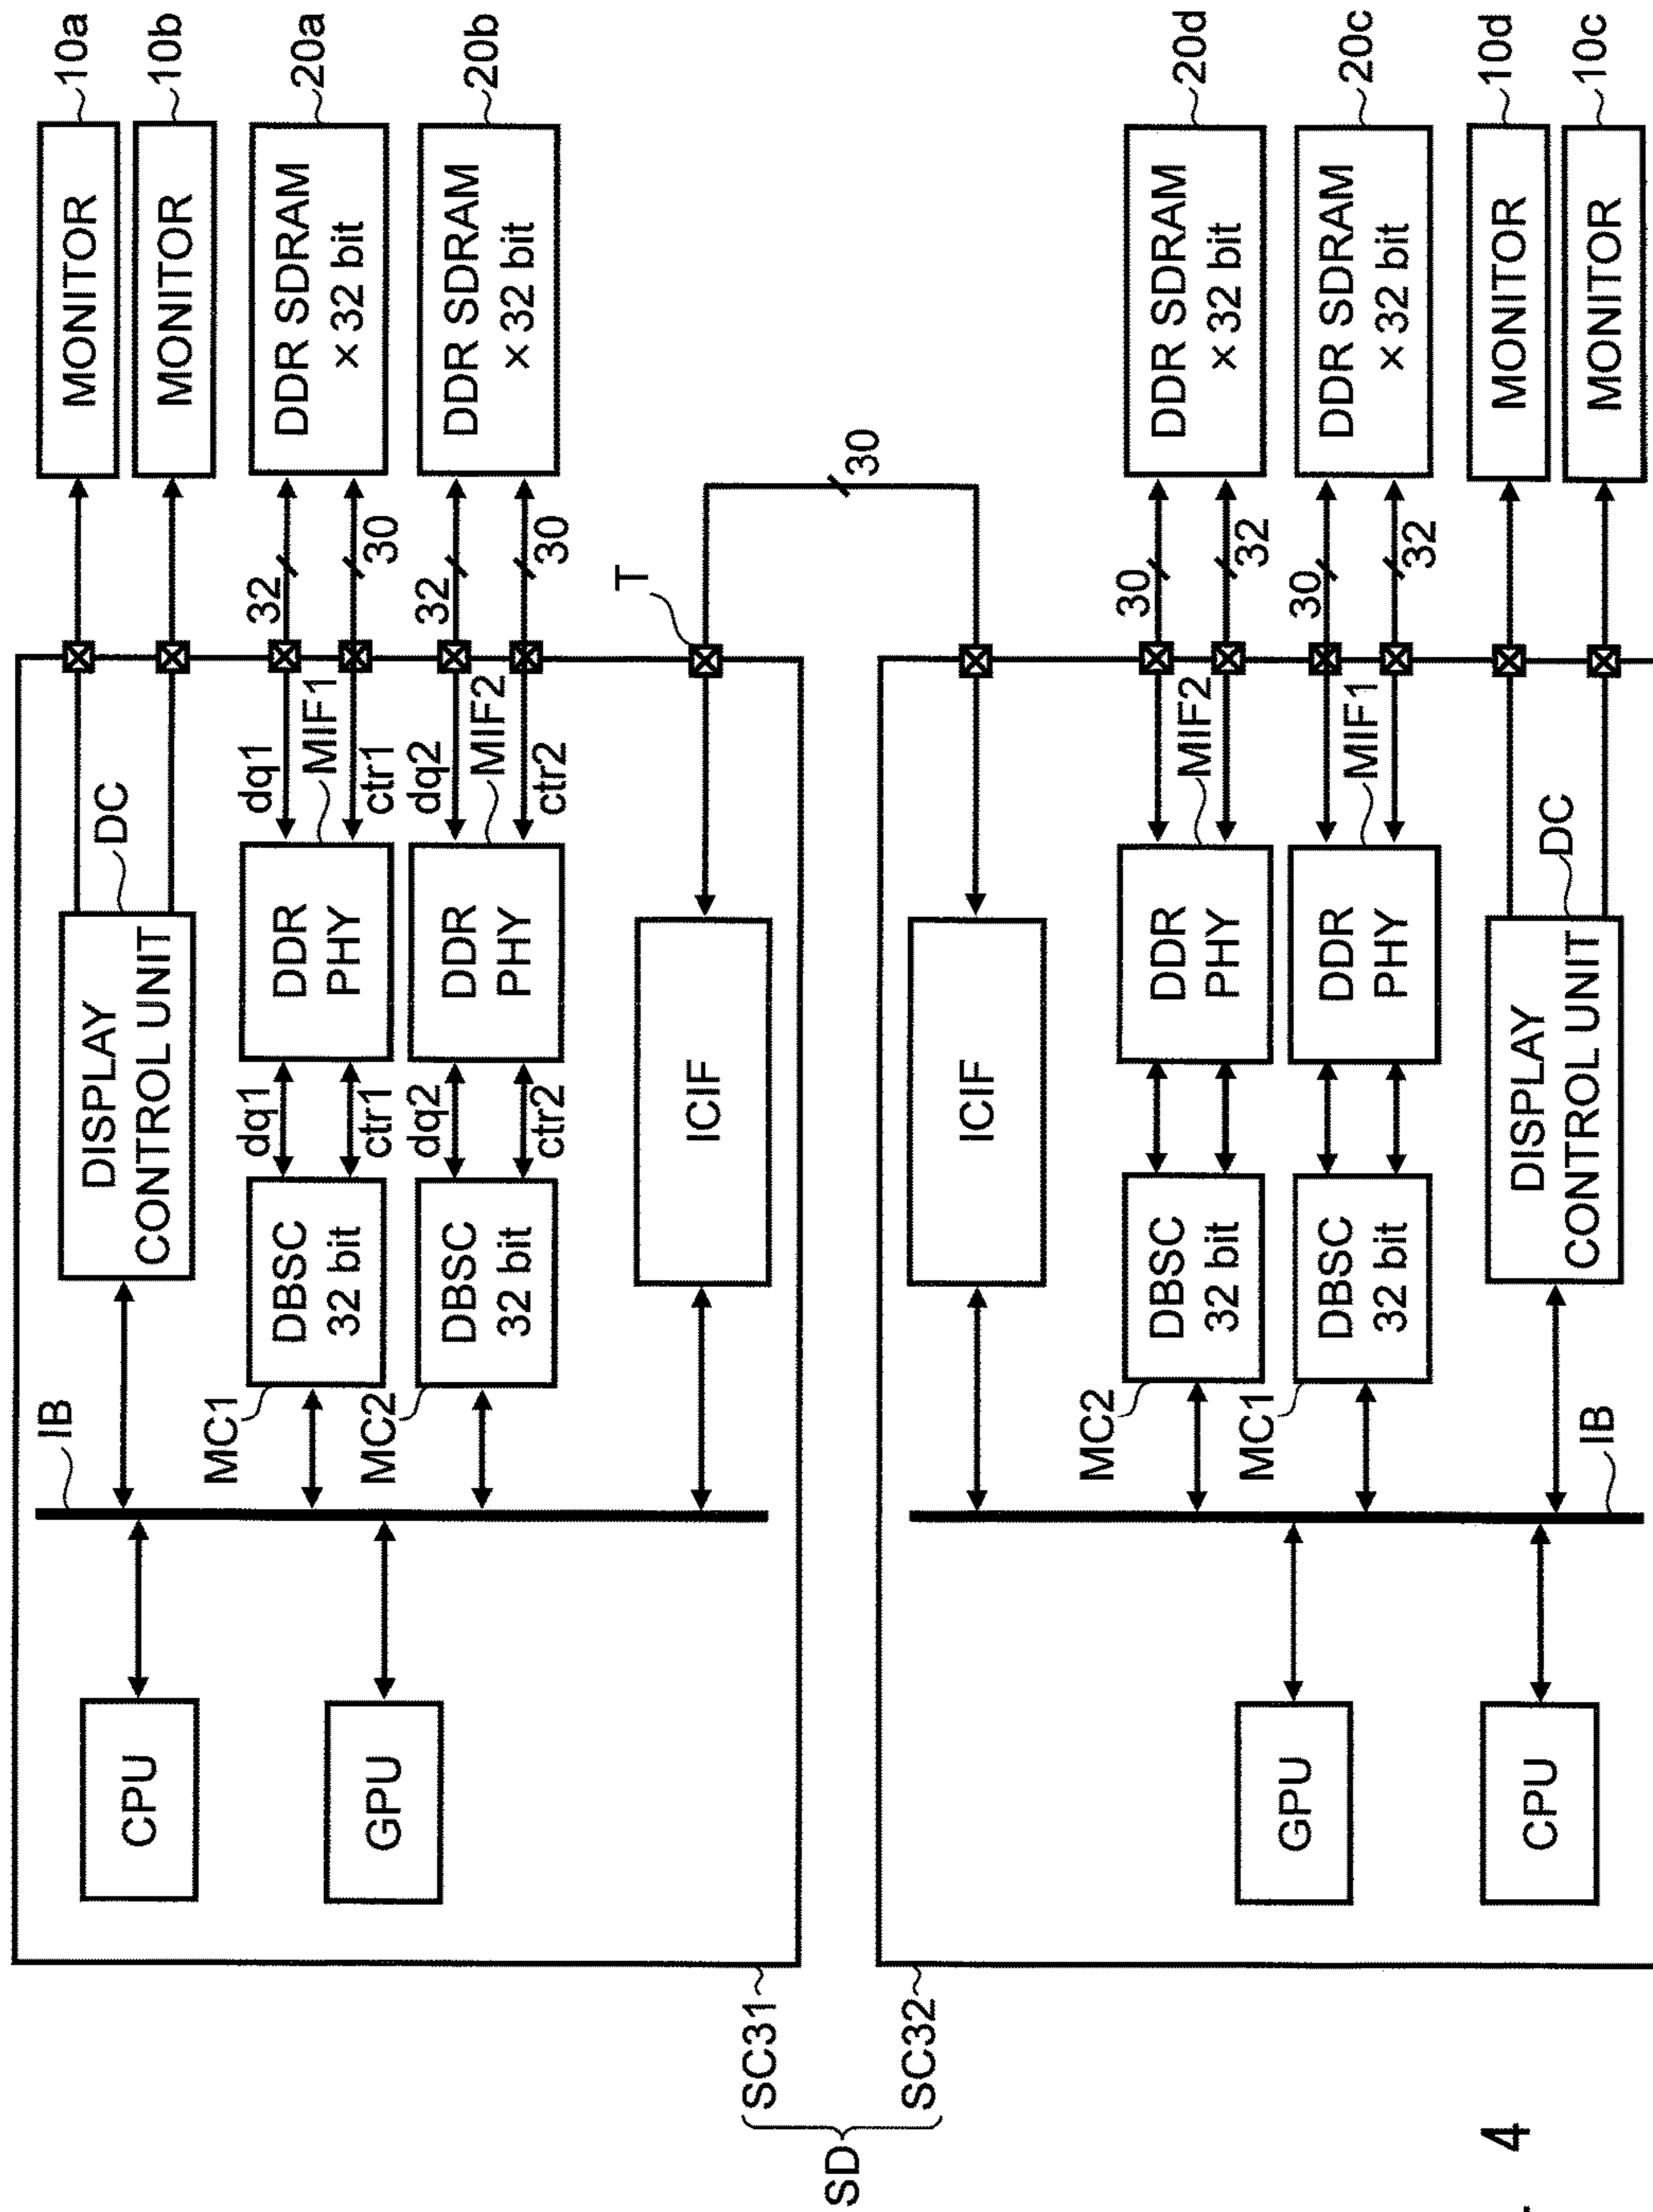 10a
MONITOR
10b
MONITOR
20a
DDR SDRAM
× 32 bit
20b
DDR SDRAM
× 32 bit
32
30
32
30
T
30
DC
DISPLAY
CONTROL UNIT
dq1
MIF1
ctr1
dq2
MIF2
ctr2
DDR
PHY
DDR
PHY
dq1
ctr1
dq2
ctr2
DBSC
32 bit
DBSC
32 bit
MC1
MC2
ICIF
IB
CPU
GPU
SC31
SD
SC32
20d
DDR SDRAM
× 32 bit
20c
DDR SDRAM
× 32 bit
10d
MONITOR
10c
MONITOR
30
32
30
32
ICIF
MIF2
MIF1
DC
DDR
PHY
DDR
PHY
DBSC
32 bit
DBSC
32 bit
DISPLAY
CONTROL UNIT
MC2
MC1
IB
GPU
CPU
. 4